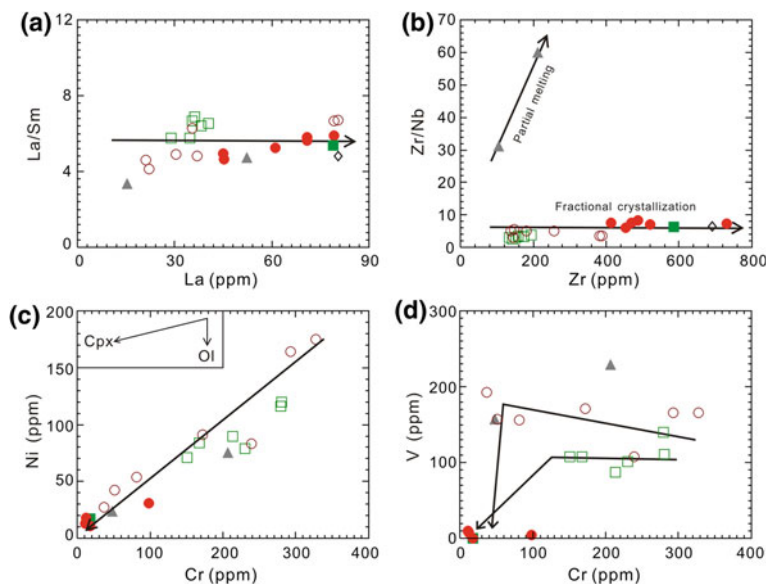 (a)
12
8
4
0
La/Sm
0
30
60
90
La (ppm)
(b)
70
60
50
40
30
20
10
0
Zr/Nb
Partial melting
Fractional crystallization
0
200
400
600
800
Zr (ppm)
(c)
200
150
100
50
0
Ni (ppm)
Cpx
Ol
0
100
200
300
400
Cr (ppm)
(d)
300
200
100
0
V (ppm)
0
100
200
300
400
Cr (ppm)